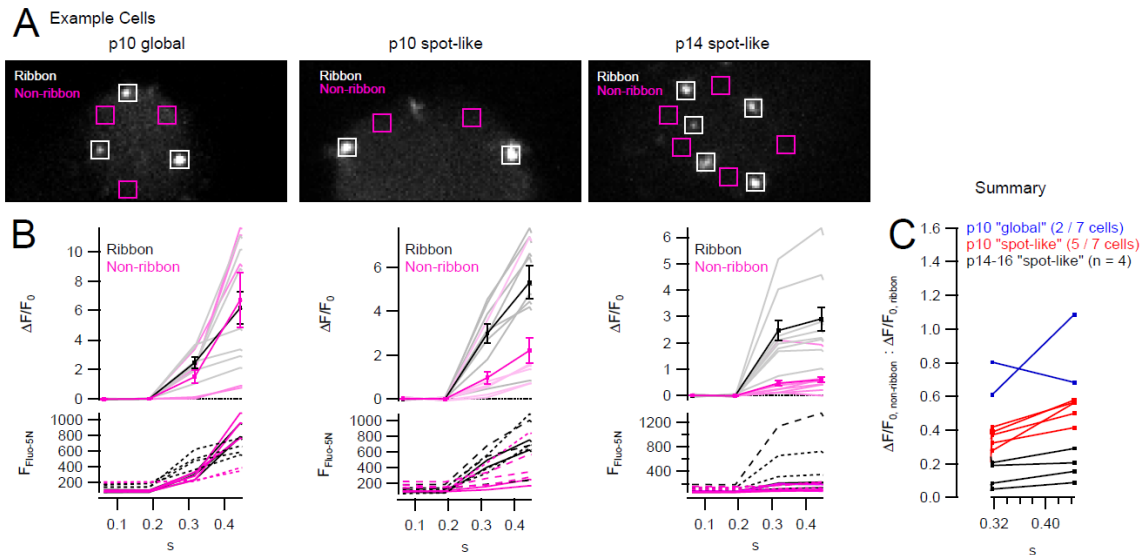 A Example Cells
p10 global
p10 spot-like
p14 spot-like
Ribbon
Non-ribbon
Ribbon
Non-ribbon
Ribbon
Non-ribbon
B
Ribbon
Non-ribbon
ΔF/F0
10
8
6
4
2
0
FFluo-5N
1000
800
600
400
200
0.1 0.2 0.3 0.4
s
Ribbon
Non-ribbon
ΔF/F0
6
4
2
0
FFluo-5N
1000
800
600
400
200
0.1 0.2 0.3 0.4
s
Ribbon
Non-ribbon
ΔF/F0
6
5
4
3
2
1
0
FFluo-5N
1200
800
400
0.1 0.2 0.3 0.4
s
Summary
C
p10 "global" (2 / 7 cells)
p10 "spot-like" (5 / 7 cells)
p14-16 "spot-like" (n = 4)
ΔF/F0, non-ribbon : ΔF/F0, ribbon
1.6
1.4
1.2
1.0
0.8
0.6
0.4
0.2
0.0
0.32 0.40
s